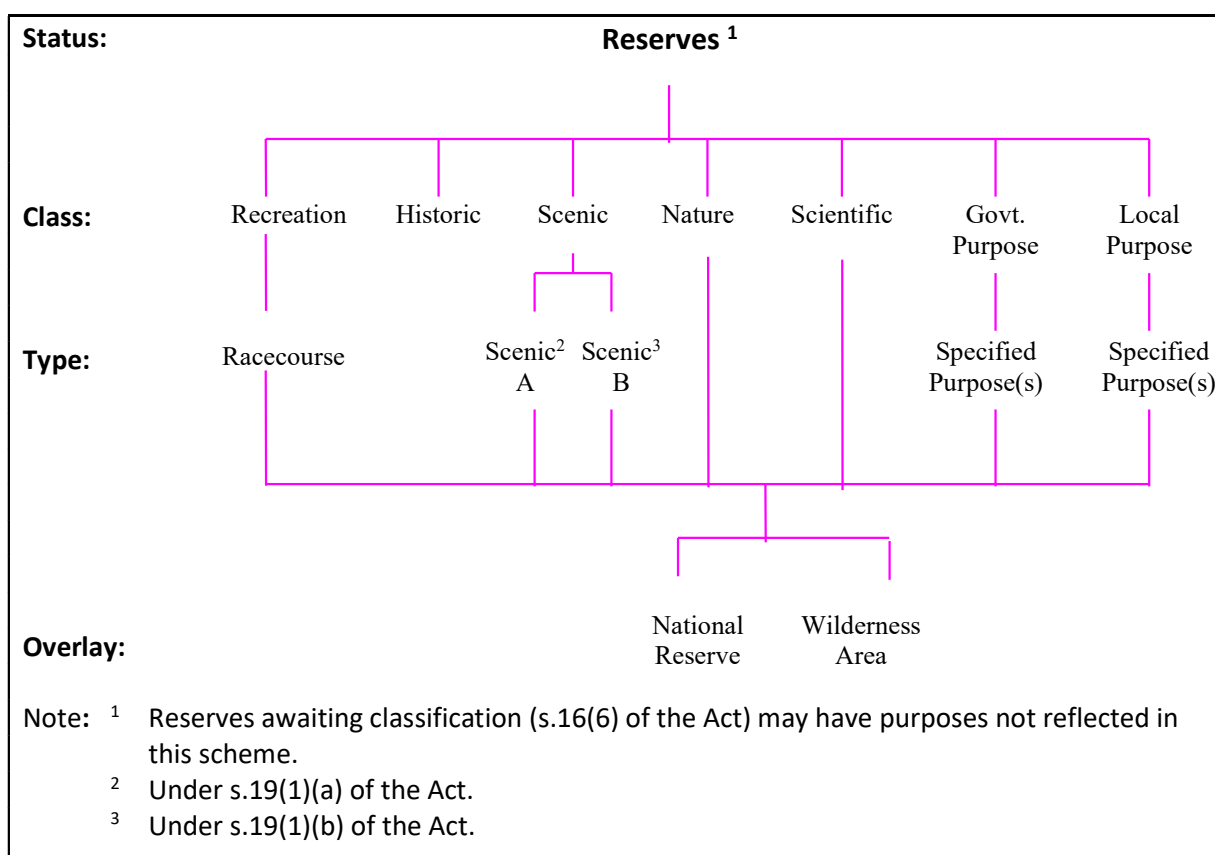 Status: Reserves ¹
Class: Recreation Historic Scenic Nature Scientific Govt. Purpose Local Purpose
Type: Racecourse Scenic² A Scenic³ B Specified Purpose(s) Specified Purpose(s)
National Reserve Wilderness Area
Overlay:
Note: ¹ Reserves awaiting classification (s.16(6) of the Act) may have purposes not reflected in
this scheme.
² Under s.19(1)(a) of the Act.
³ Under s.19(1)(b) of the Act.